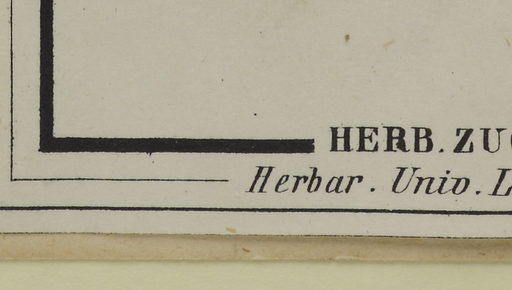 HERB. ZU
Herbar. Univ. L